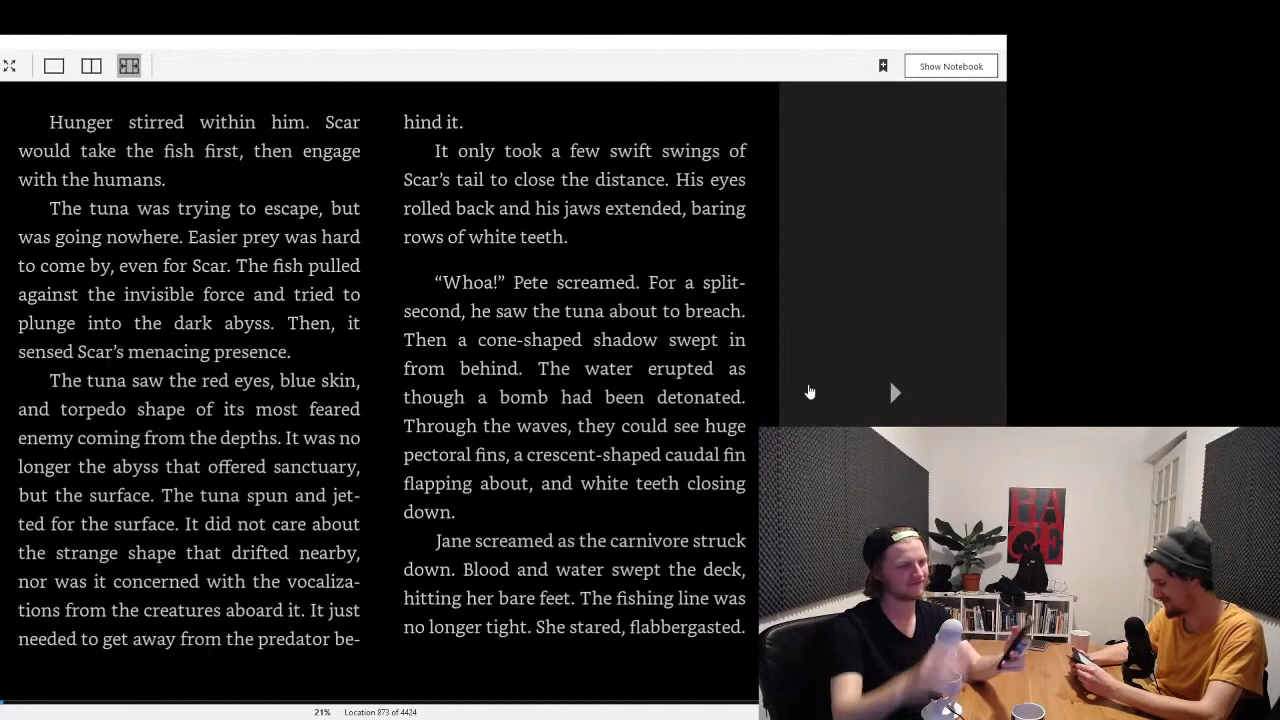 Show Notebook
Hunger stirred within him. Scar
would take the fish first, then engage
with the humans.
The tuna was trying to escape, but
was going nowhere. Easier prey was hard
to come by, even for Scar. The fish pulled
against the invisible force and tried to
plunge into the dark abyss. Then, it
sensed Scar’s menacing presence.
The tuna saw the red eyes, blue skin,
and torpedo shape of its most feared
enemy coming from the depths. It was no
longer the abyss that offered sanctuary,
but the surface. The tuna spun and jet-
ted for the surface. It did not care about
the strange shape that drifted nearby,
nor was it concerned with the vocaliza-
tions from the creatures aboard it. It just
needed to get away from the predator be-
hind it.
It only took a few swift swings of
Scar’s tail to close the distance. His eyes
rolled back and his jaws extended, baring
rows of white teeth.
“Whoa!” Pete screamed. For a split-
second, he saw the tuna about to breach.
Then a cone-shaped shadow swept in
from behind. The water erupted as
though a bomb had been detonated.
Through the waves, they could see huge
pectoral fins, a crescent-shaped caudal fin
flapping about, and white teeth closing
down.
Jane screamed as the carnivore struck
down. Blood and water swept the deck,
hitting her bare feet. The fishing line was
no longer tight. She stared, flabbergasted.
RA
GE
21% Location 873 of 4424